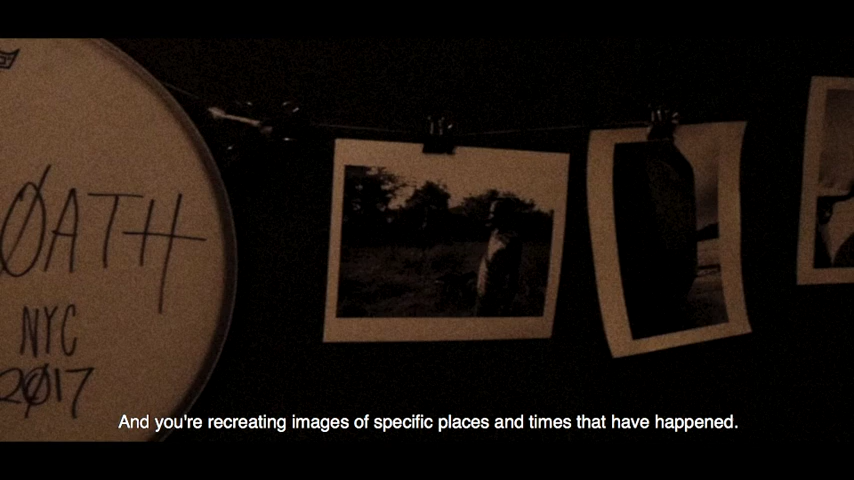 ØATH
NYC
2Ø17
And you're recreating images of specific places and times that have happened.